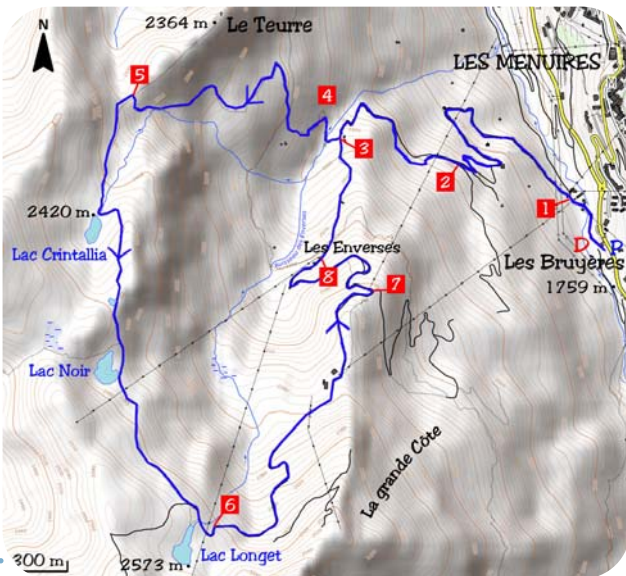 N
2364 m
Le Teurre
LES MENUIRES
5
4
3
2
1
2420 m
Lac Crintallia
Les Enverses
8
7
D
Les Bruyères
1759 m
Lac Noir
La grande Côte
6
300 m
2573 m
Lac Longet